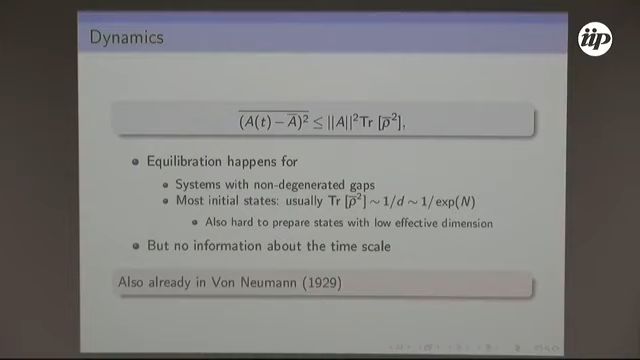 Dynamics
iip
$\overline{(A(t) - \overline{A})^2} \leq ||A||^2 \mathrm{Tr}\,[\overline{\rho}^2],$
Equilibration happens for
Systems with non-degenerated gaps
Most initial states: usually Tr $[\overline{\rho}^2] \sim 1/d \sim 1/\exp(N)$
Also hard to prepare states with low effective dimension
But no information about the time scale
Also already in Von Neumann (1929)